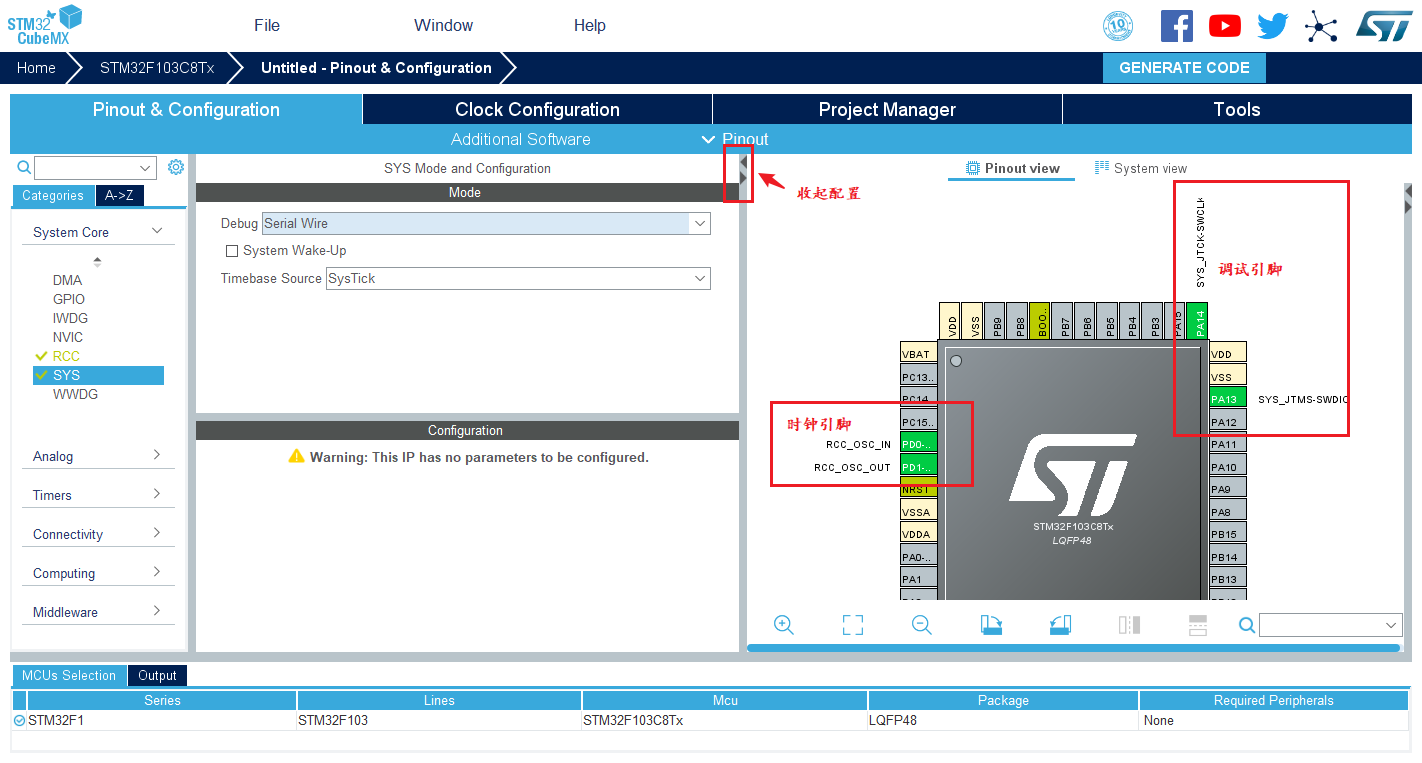 STM32
CubeMX
File
Window
Help
10
ST
Home
STM32F103C8Tx
Untitled - Pinout & Configuration
GENERATE CODE
Pinout & Configuration
Clock Configuration
Project Manager
Tools
Additional Software
Pinout
Categories
A->Z
System Core
DMA
GPIO
IWDG
NVIC
RCC
SYS
WWDG
Analog
Timers
Connectivity
Computing
Middleware
SYS Mode and Configuration
Mode
Debug Serial Wire
System Wake-Up
Timebase Source SysTick
Configuration
Warning: This IP has no parameters to be configured.
收起配置
Pinout view
System view
SYS_JTCK-SWCLK
调试引脚
VDD
VSS
PB9
PB8
BOO..
PB7
PB6
PB5
PB4
PB3
PA15
PA14
VBAT
PC13..
PC14
PC15..
时钟引脚
RCC_OSC_IN PD0-..
RCC_OSC_OUT PD1-..
NRST
VSSA
VDDA
PA0-..
PA1
ST
STM32F103C8Tx
LQFP48
VDD
VSS
PA13 SYS_JTMS-SWDIO
PA12
PA11
PA10
PA9
PA8
PB15
PB14
PB13
MCUs Selection
Output
Series Lines Mcu Package Required Peripherals
STM32F1 STM32F103 STM32F103C8Tx LQFP48 None